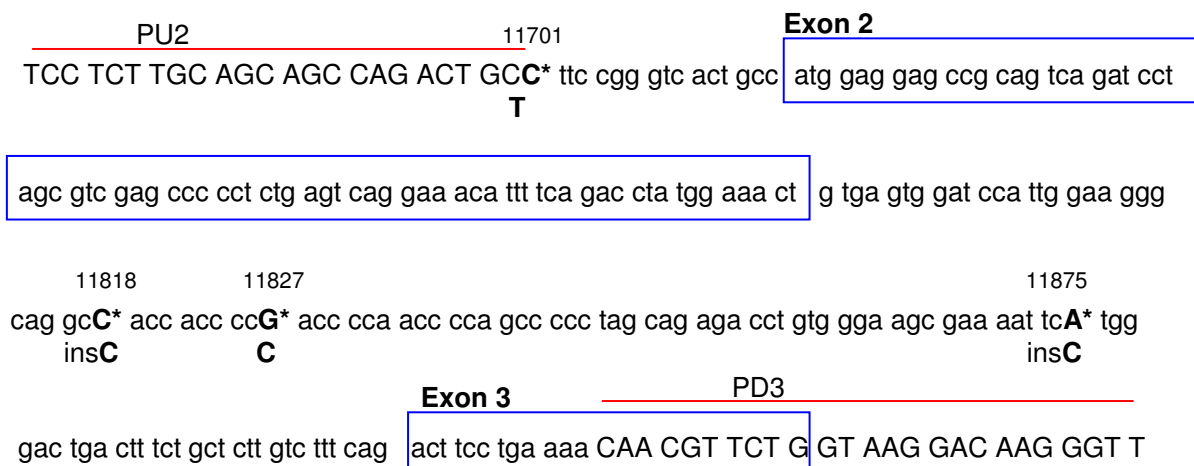 PU2 11701 Exon 2
TCC TCT TGC AGC AGC CAG ACT GCC* ttc cgg gtc act gcc atg gag gag ccg cag tca gat cct
T
agc gtc gag ccc cct ctg agt cag gaa aca ttt tca gac cta tgg aaa ct g tga gtg gat cca ttg gaa ggg
11818 11827 11875
cag gcC* acc acc ccG* acc cca acc cca gcc ccc tag cag aga cct gtg gga agc gaa aat tcA* tgg
insC C insC
Exon 3 PD3
gac tga ctt tct gct ctt gtc ttt cag act tcc tga aaa CAA CGT TCT G GT AAG GAC AAG GGT T